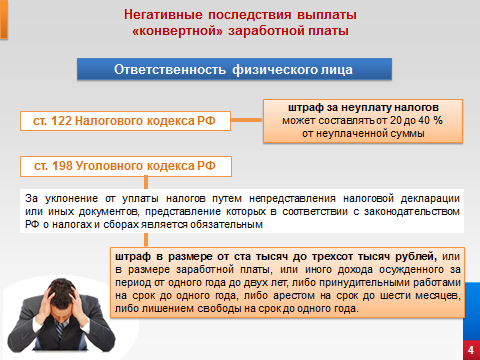 Негативные последствия выплаты
«конвертной» заработной платы
Ответственность физического лица
ст. 122 Налогового кодекса РФ
штраф за неуплату налогов
может составлять от 20 до 40 %
от неуплаченной суммы
ст. 198 Уголовного кодекса РФ
За уклонение от уплаты налогов путем непредставления налоговой декларации
или иных документов, представление которых в соответствии с законодательством
РФ о налогах и сборах является обязательным
штраф в размере от ста тысяч до трехсот тысяч рублей, или
в размере заработной платы, или иного дохода осужденного за
период от одного года до двух лет, либо принудительными работами
на срок до одного года, либо арестом на срок до шести месяцев,
либо лишением свободы на срок до одного года.
4